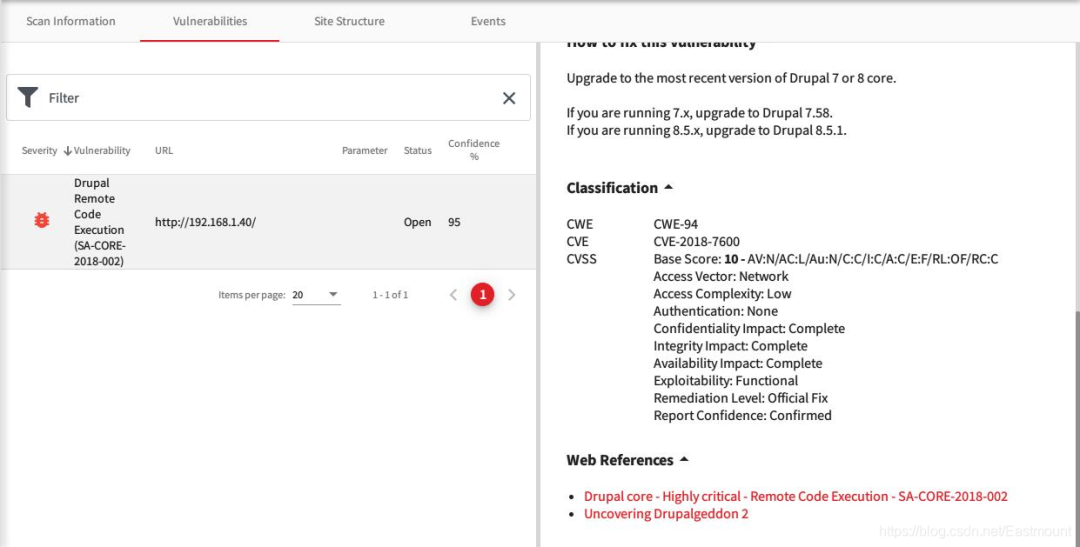 Scan Information Vulnerabilities Site Structure Events
Filter
Severity Vulnerability URL Parameter Status Confidence
%
Drupal
Remote
Code
Execution
(SA-CORE-
2018-002)
http://192.168.1.40/ Open 95
Items per page: 20 1 - 1 of 1 1
How to fix this vulnerability
Upgrade to the most recent version of Drupal 7 or 8 core.
If you are running 7.x, upgrade to Drupal 7.58.
If you are running 8.5.x, upgrade to Drupal 8.5.1.
Classification
CWE CWE-94
CVE CVE-2018-7600
CVSS Base Score: 10 - AV:N/AC:L/Au:N/C:C/I:C/A:C/E:F/RL:OF/RC:C
Access Vector: Network
Access Complexity: Low
Authentication: None
Confidentiality Impact: Complete
Integrity Impact: Complete
Availability Impact: Complete
Exploitability: Functional
Remediation Level: Official Fix
Report Confidence: Confirmed
Web References
Drupal core - Highly critical - Remote Code Execution - SA-CORE-2018-002
Uncovering Drupalgeddon 2
https://blog.csdn.net/Eastmount